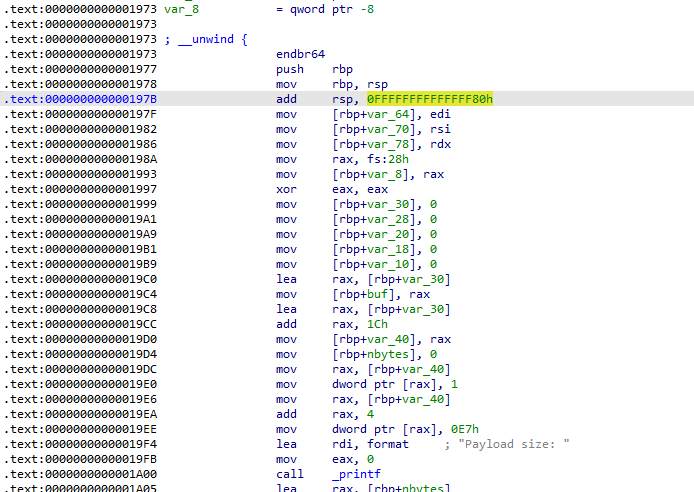 .text:0000000000001973 var_8 = qword ptr -8
.text:0000000000001973
.text:0000000000001973 ; __unwind {
.text:0000000000001973 endbr64
.text:0000000000001977 push rbp
.text:0000000000001978 mov rbp, rsp
.text:000000000000197B add rsp, 0FFFFFFFFFFFFFF80h
.text:000000000000197F mov [rbp+var_64], edi
.text:0000000000001982 mov [rbp+var_70], rsi
.text:0000000000001986 mov [rbp+var_78], rdx
.text:000000000000198A mov rax, fs:28h
.text:0000000000001993 mov [rbp+var_8], rax
.text:0000000000001997 xor eax, eax
.text:0000000000001999 mov [rbp+var_30], 0
.text:00000000000019A1 mov [rbp+var_28], 0
.text:00000000000019A9 mov [rbp+var_20], 0
.text:00000000000019B1 mov [rbp+var_18], 0
.text:00000000000019B9 mov [rbp+var_10], 0
.text:00000000000019C0 lea rax, [rbp+var_30]
.text:00000000000019C4 mov [rbp+buf], rax
.text:00000000000019C8 lea rax, [rbp+var_30]
.text:00000000000019CC add rax, 1Ch
.text:00000000000019D0 mov [rbp+var_40], rax
.text:00000000000019D4 mov [rbp+nbytes], 0
.text:00000000000019DC mov rax, [rbp+var_40]
.text:00000000000019E0 mov dword ptr [rax], 1
.text:00000000000019E6 mov rax, [rbp+var_40]
.text:00000000000019EA add rax, 4
.text:00000000000019EE mov dword ptr [rax], 0E7h
.text:00000000000019F4 lea rdi, format ; "Payload size: "
.text:00000000000019FB mov eax, 0
.text:0000000000001A00 call _printf
.text:0000000000001A05 lea rax, [rbp+nbytes]